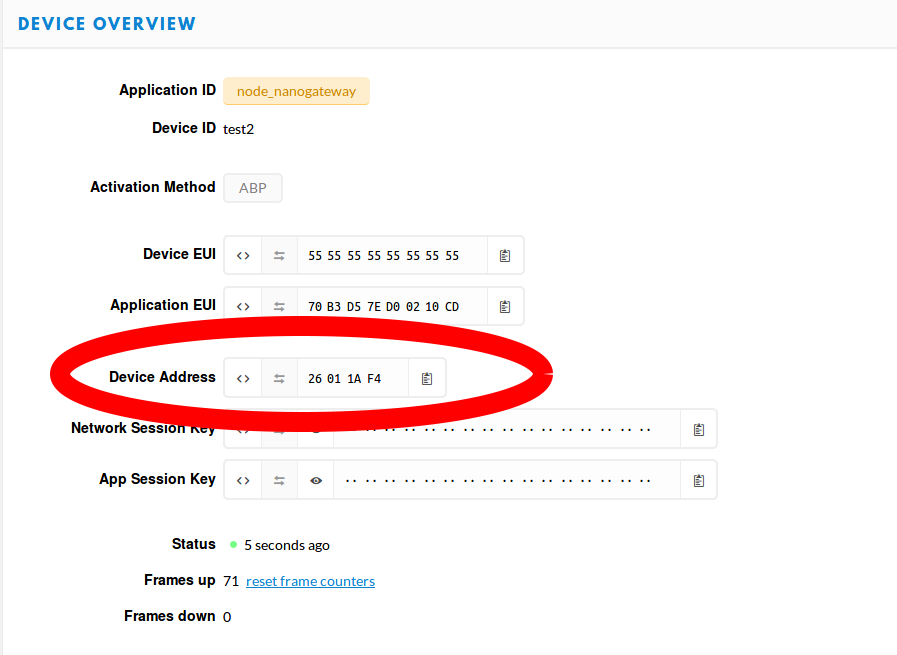 DEVICE OVERVIEW
Application ID node_nanogateway
Device ID test2
Activation Method ABP
Device EUI <> 55 55 55 55 55 55 55 55
Application EUI <> 70 B3 D5 7E D0 02 10 CD
Device Address <> 26 01 1A F4
Network Session Key
App Session Key <> ·· ·· ·· ·· ·· ·· ·· ·· ·· ·· ·· ·· ·· ·· ·· ··
Status 5 seconds ago
Frames up 71 reset frame counters
Frames down 0